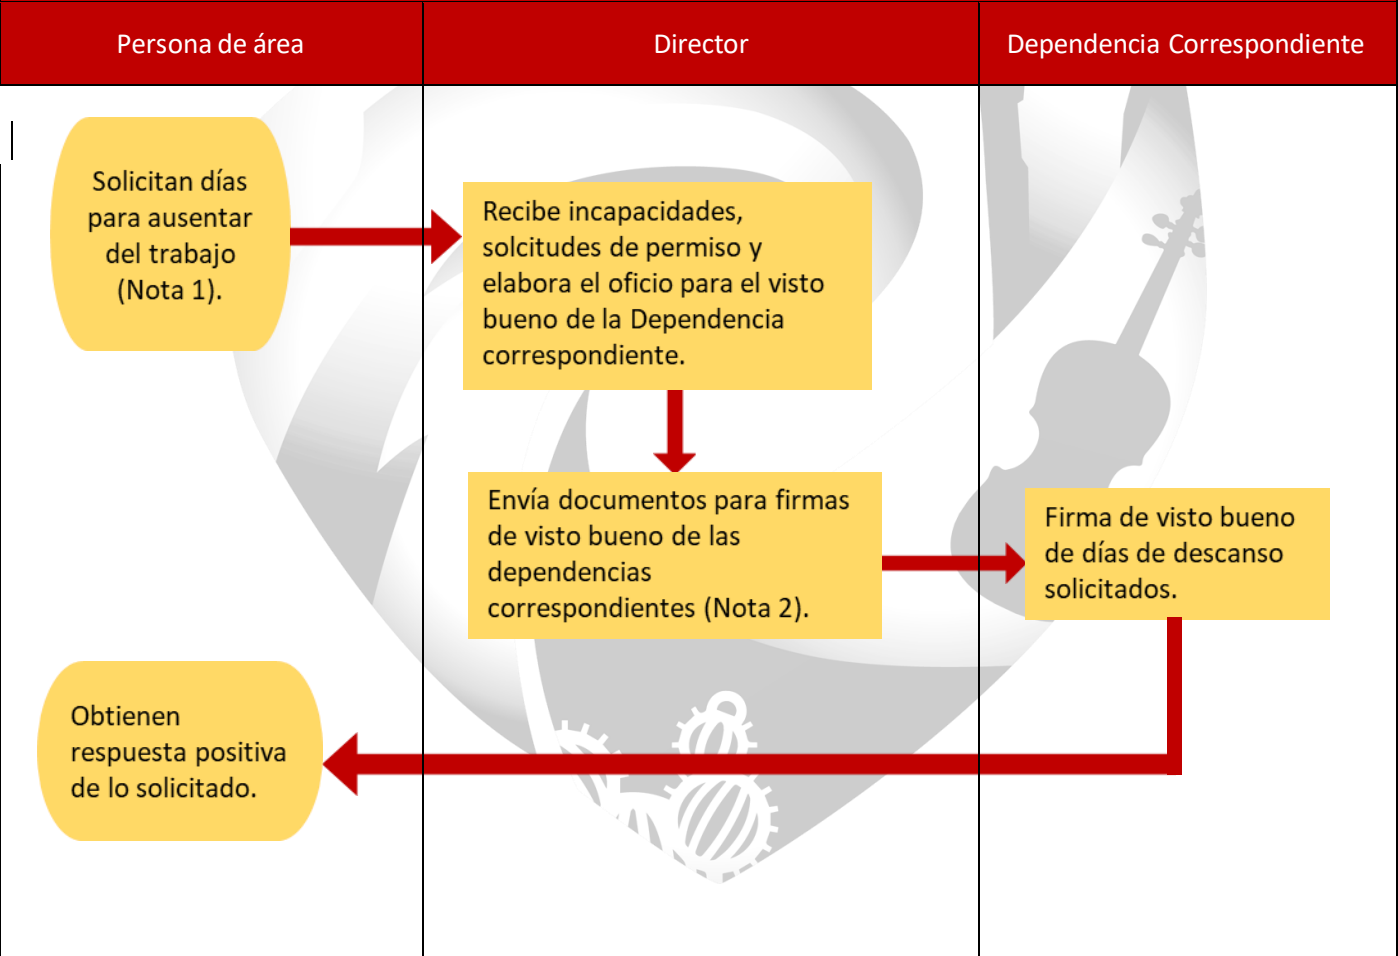 Persona de área
Director
Dependencia Correspondiente
Solicitan días
para ausentar
del trabajo
(Nota 1).
Recibe incapacidades,
solcitudes de permiso y
elabora el oficio para el visto
bueno de la Dependencia
correspondiente.
Envía documentos para firmas
de visto bueno de las
dependencias
correspondientes (Nota 2).
Firma de visto bueno
de días de descanso
solicitados.
Obtienen
respuesta positiva
de lo solicitado.